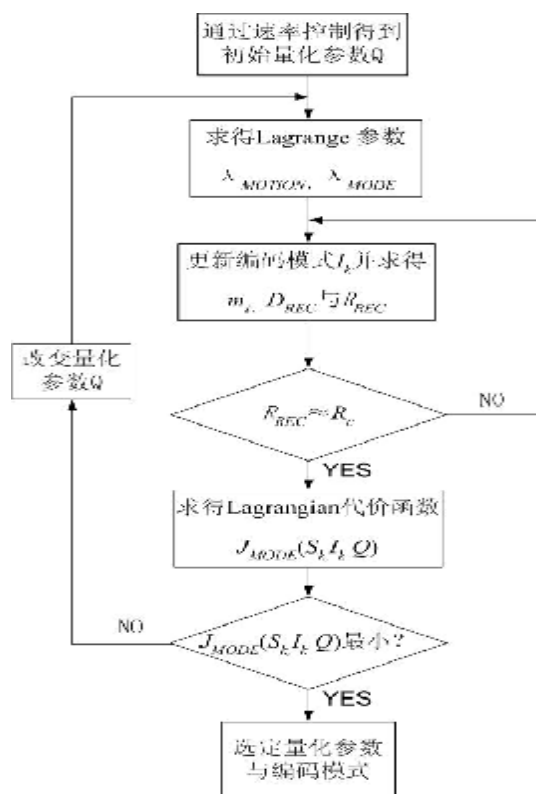 通过速率控制得到
初始量化参数Q
求得Lagrange 参数
λ MOTION, λ MODE
更新编码模式Ik并求得
mi, DREC与RREC
改变量化
参数Q
RREC≈Rc
NO
YES
求得Lagrangian代价函数
JMODE(Sk Ik Q)
NO
JMODE(Sk Ik Q)最小?
YES
选定量化参数
与编码模式